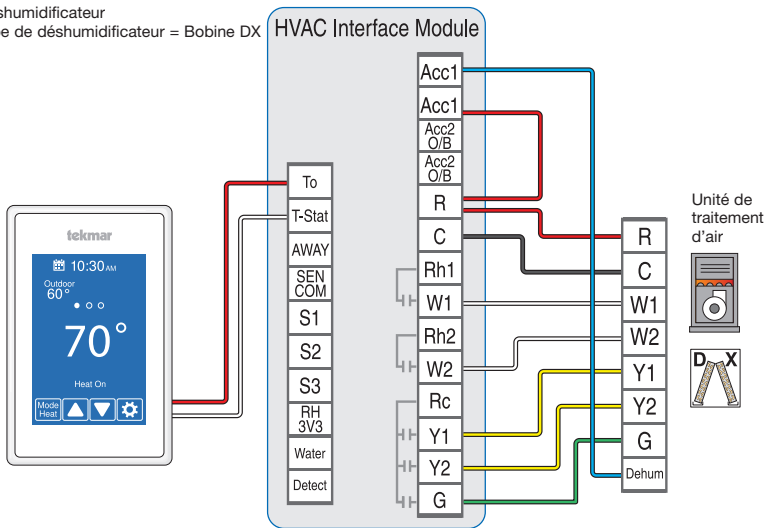 shumidificateur
e de déshumidificateur = Bobine DX
HVAC Interface Module
Acc1
Acc1
Acc2
O/B
Acc2
O/B
R
C
Rh1
W1
Rh2
W2
Rc
Y1
Y2
G
To
T-Stat
AWAY
SEN
COM
S1
S2
S3
RH
3V3
Water
Detect
tekmar
10:30 AM
Outdoor
60°
70°
Heat On
Mode
Heat
R
C
W1
W2
Y1
Y2
G
Dehum
Unité de
traitement
d'air
D X